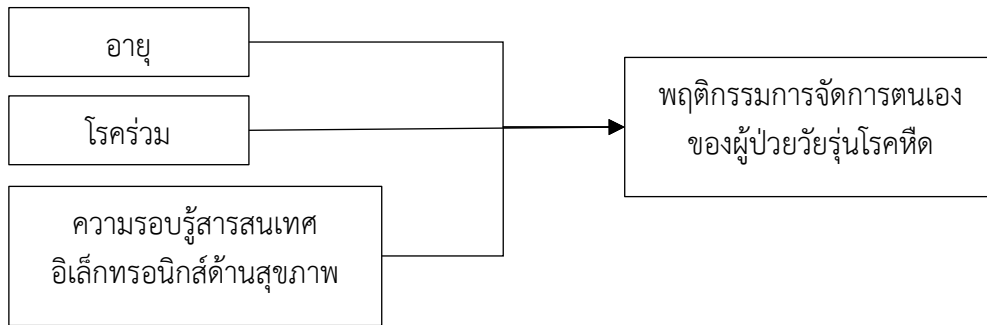 อายุ
โรคร่วม
ความรอบรู้สารสนเทศ
อิเล็กทรอนิกส์ด้านสุขภาพ
พฤติกรรมการจัดการตนเอง
ของผู้ป่วยวัยรุ่นโรคหืด